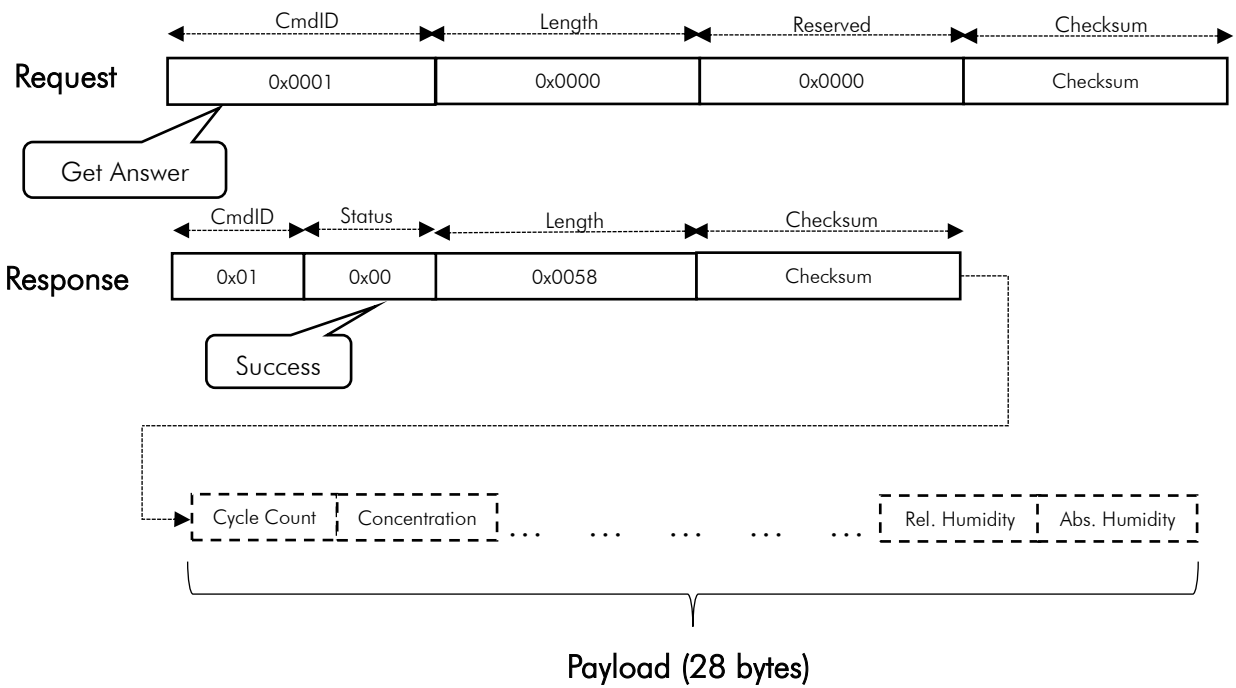 CmdID Length Reserved Checksum
Request 0x0001 0x0000 0x0000 Checksum
Get Answer
CmdID Status Length Checksum
Response 0x01 0x00 0x0058 Checksum
Success
Cycle Count Concentration ... ... ... ... ... Rel. Humidity Abs. Humidity
Payload (28 bytes)